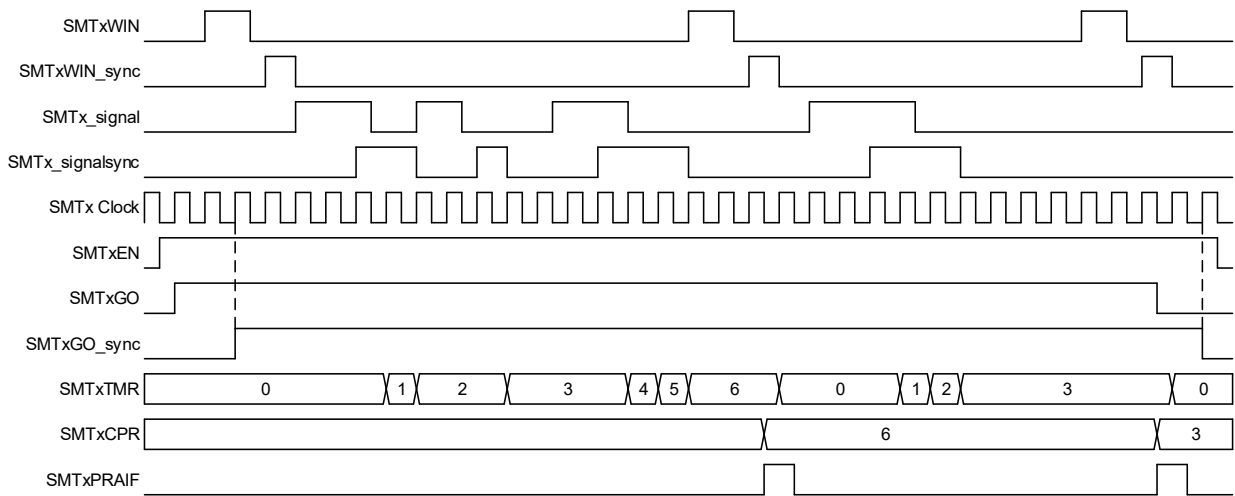 SMTxWIN
SMTxWIN_sync
SMTx_signal
SMTx_signalsync
SMTx Clock
SMTxEN
SMTxGO
SMTxGO_sync
SMTxTMR 0 1 2 3 4 5 6 0 1 2 3 0
SMTxCPR 6 3
SMTxPRAIF